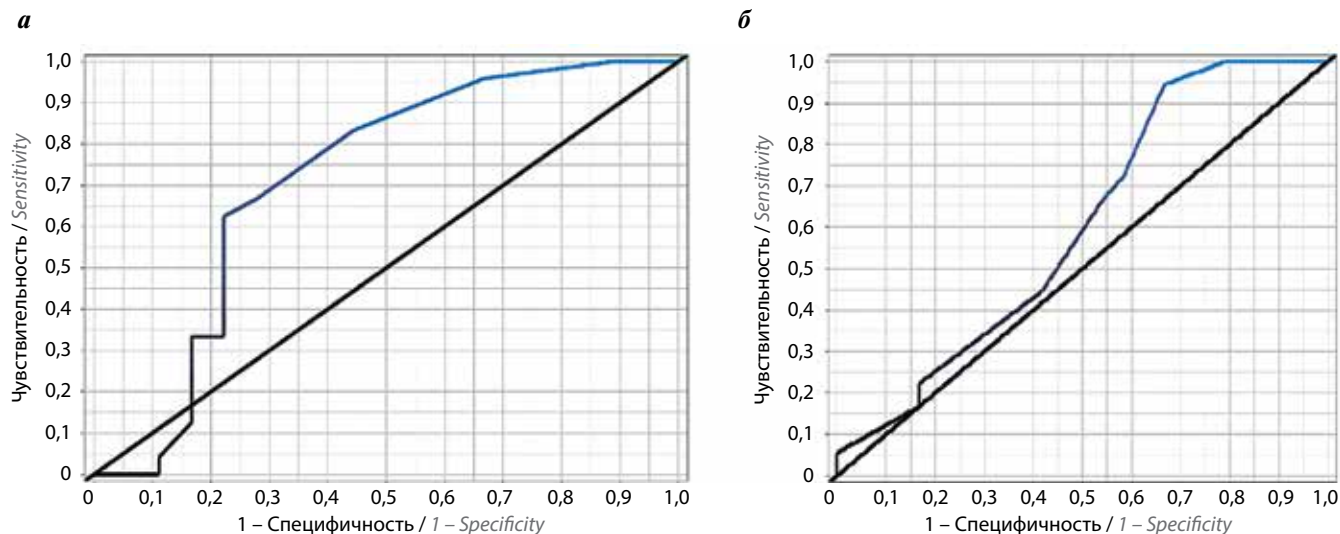 а
Чувствительность / Sensitivity
1,0
0,9
0,8
0,7
0,6
0,5
0,4
0,3
0,2
0,1
0
0 0,1 0,2 0,3 0,4 0,5 0,6 0,7 0,8 0,9 1,0
1 – Специфичность / 1 – Specificity
б
Чувствительность / Sensitivity
1,0
0,9
0,8
0,7
0,6
0,5
0,4
0,3
0,2
0,1
0
0 0,1 0,2 0,3 0,4 0,5 0,6 0,7 0,8 0,9 1,0
1 – Специфичность / 1 – Specificity